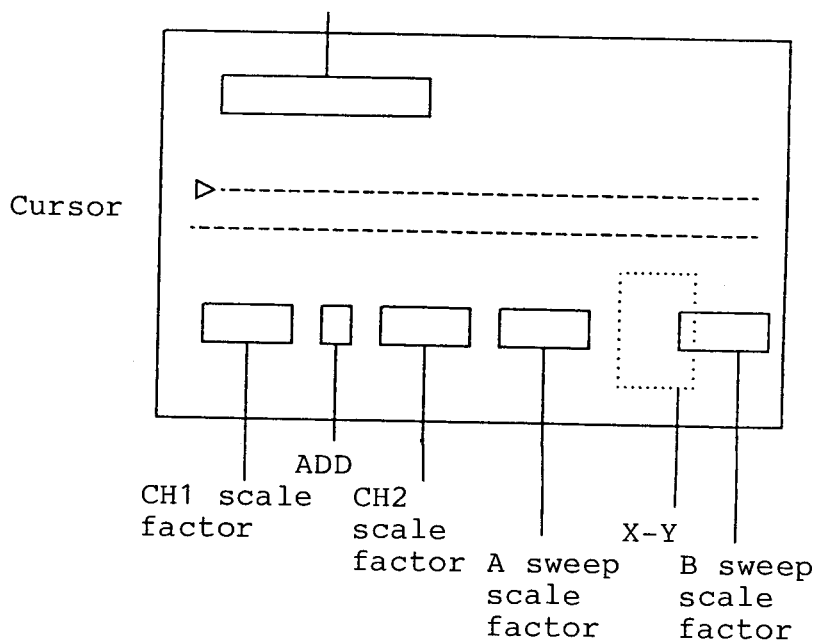 Cursor
ADD
CH1 scale
factor
CH2
scale
factor
X-Y
A sweep
scale
factor
B sweep
scale
factor